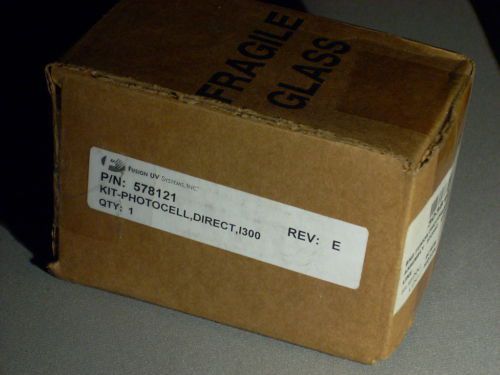 FRAGILE
GLASS
FUSION UV SYSTEMS, INC
P/N: 578121
KIT-PHOTOCELL,DIRECT,I300
QTY: 1 REV: E